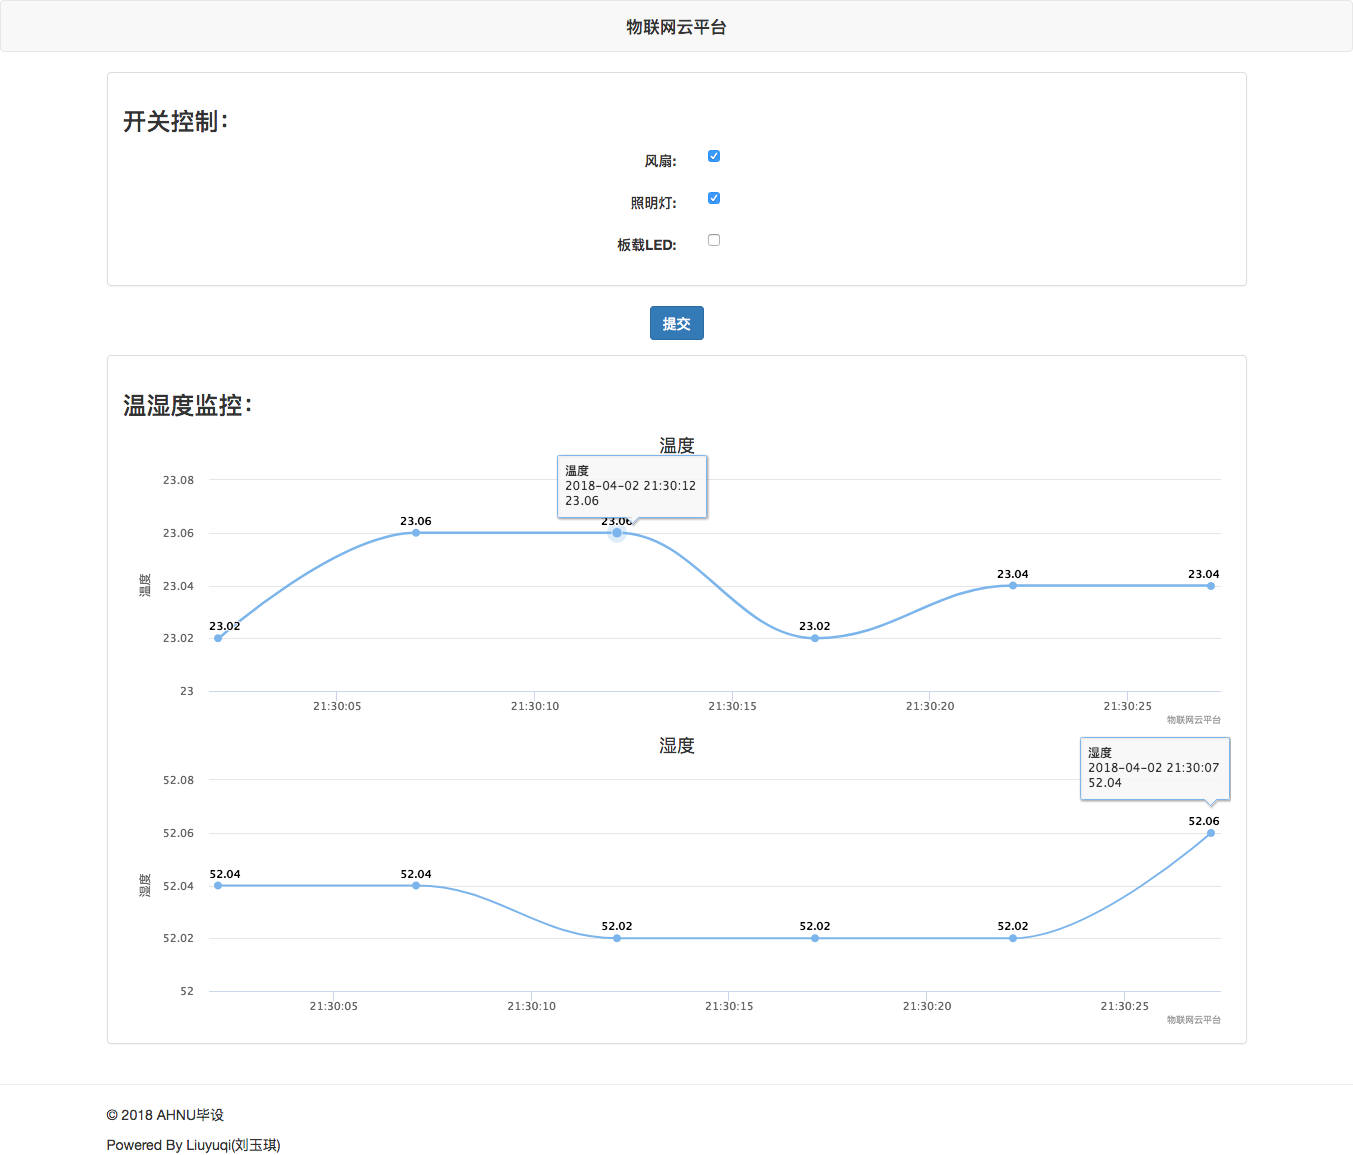 物联网云平台
开关控制：
风扇:
照明灯:
板载LED:
提交
温湿度监控：
温度
温度
2018-04-02 21:30:12
23.06
23.08
23.06
23.04
23.02
23
温度
23.02
23.06
23.06
23.02
23.04
23.04
21:30:05
21:30:10
21:30:15
21:30:20
21:30:25
物联网云平台
湿度
湿度
2018-04-02 21:30:07
52.04
52.08
52.06
52.04
52.02
52
湿度
52.04
52.04
52.02
52.02
52.02
52.06
21:30:05
21:30:10
21:30:15
21:30:20
21:30:25
物联网云平台
© 2018 AHNU毕设
Powered By Liuyuqi(刘玉琪)